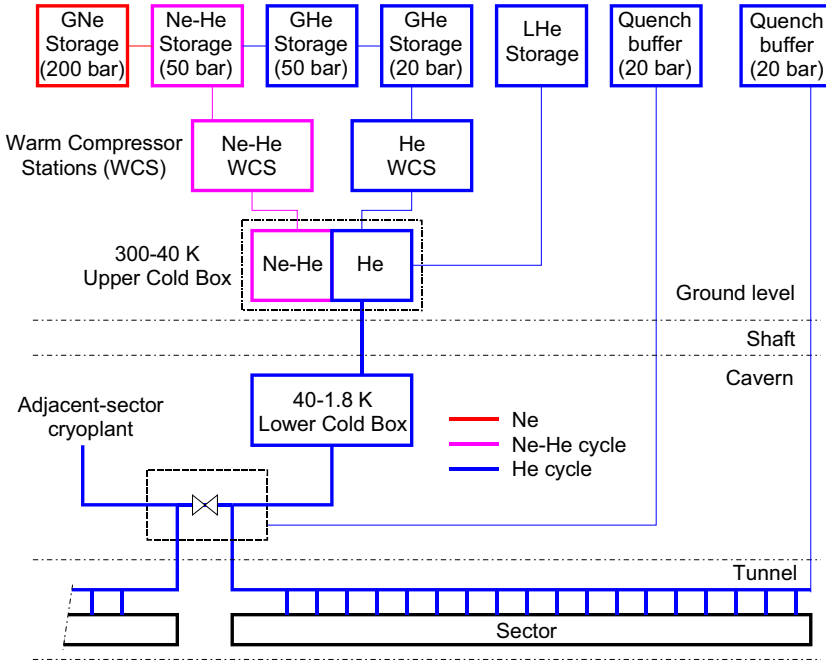 GNe
Storage
(200 bar)
Ne-He
Storage
(50 bar)
GHe
Storage
(50 bar)
GHe
Storage
(20 bar)
LHe
Storage
Quench
buffer
(20 bar)
Quench
buffer
(20 bar)
Warm Compressor
Stations (WCS)
Ne-He
WCS
He
WCS
300-40 K
Upper Cold Box
Ne-He
He
Ground level
Shaft
Cavern
Adjacent-sector
cryoplant
40-1.8 K
Lower Cold Box
Ne
Ne-He cycle
He cycle
Tunnel
Sector